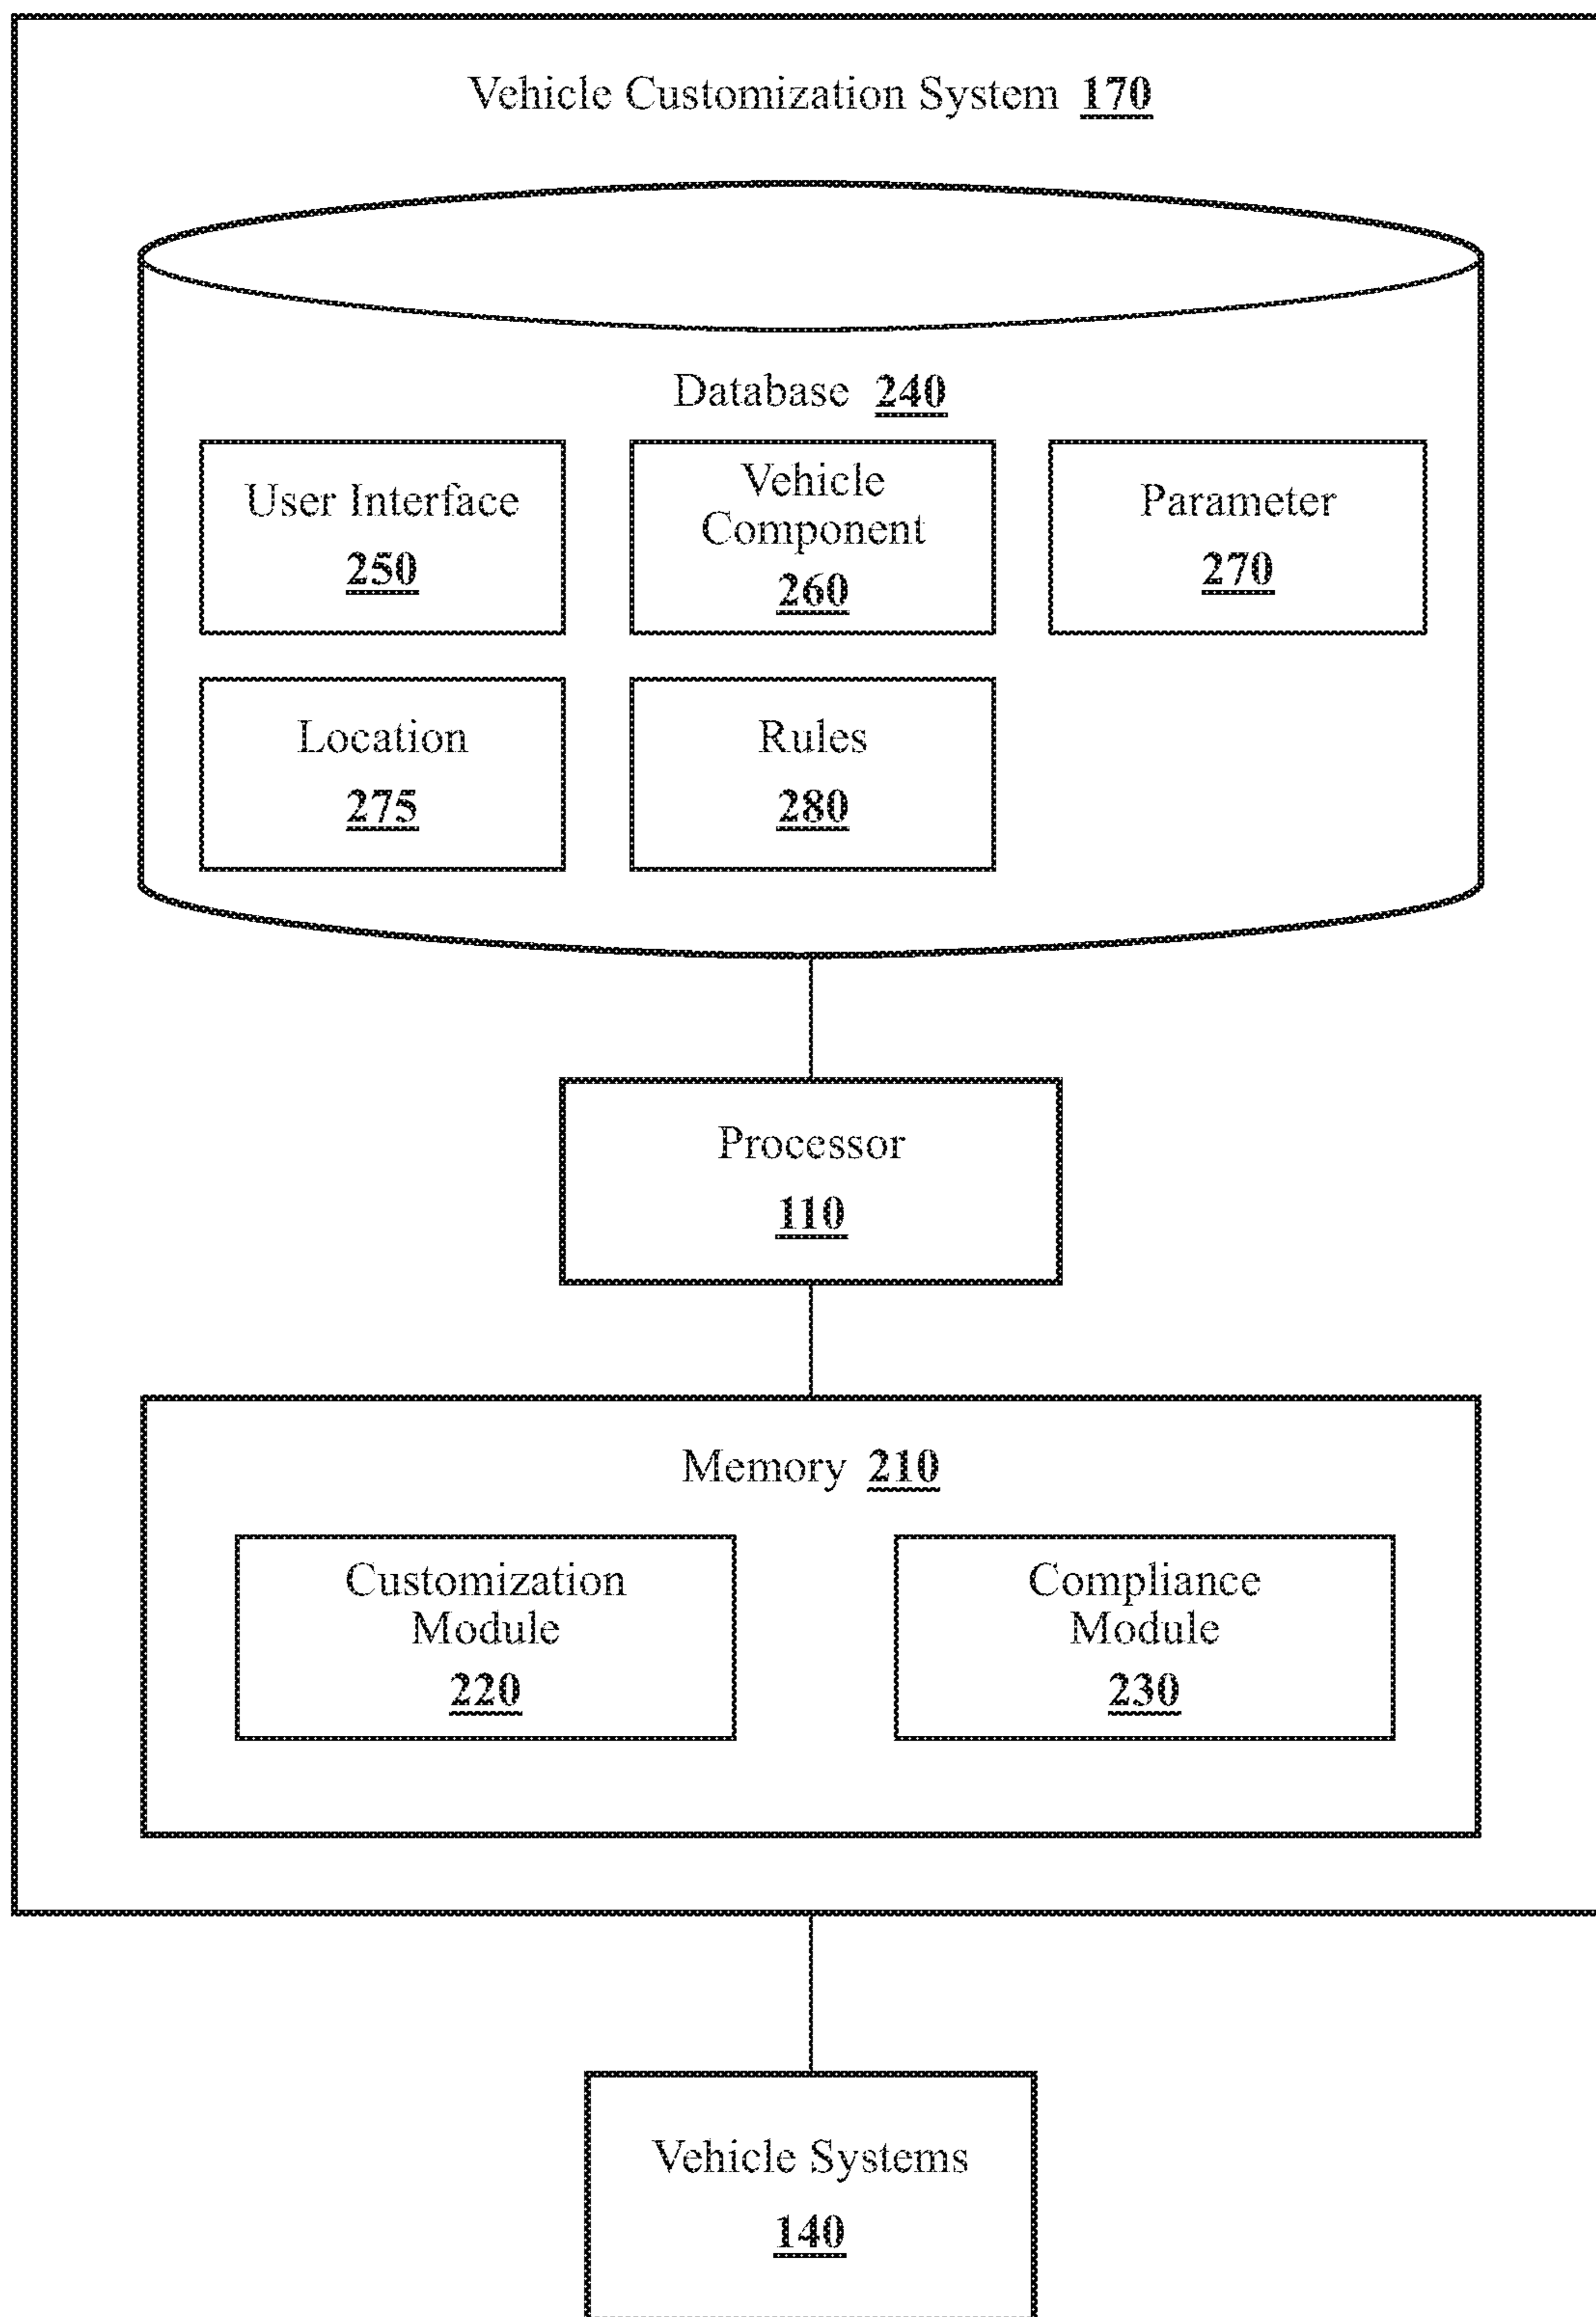 Vehicle Customization System 170
Database 240
User Interface
250
Vehicle
Component
260
Parameter
270
Location
275
Rules
280
Processor
110
Memory 210
Customization
Module
220
Compliance
Module
230
Vehicle Systems
140